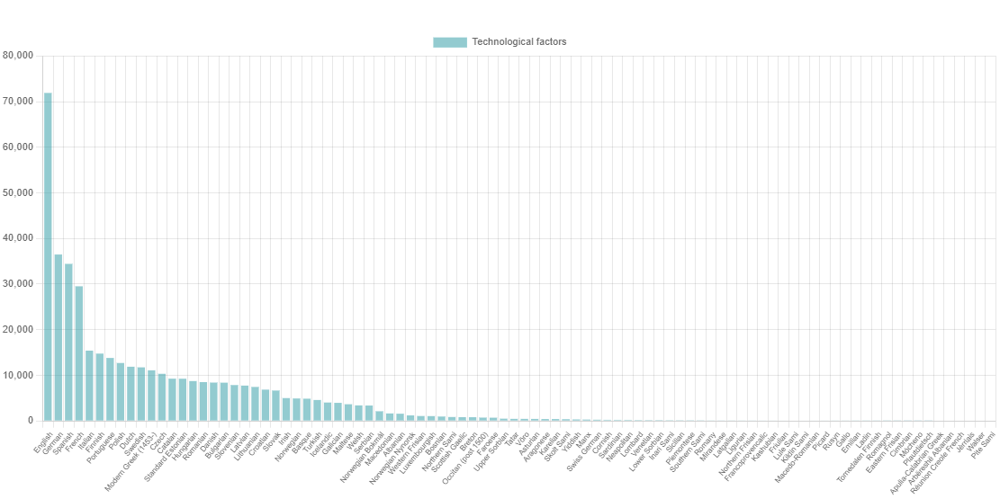 Technological factors
80,000
70,000
60,000
50,000
40,000
30,000
20,000
10,000
0
English
German
Spanish
French
Italian
Finnish
Portuguese
Polish
Dutch
Swedish
Modern Greek (1453-)
Czech
Catalan
Standard Estonian
Hungarian
Romanian
Danish
Bulgarian
Slovenian
Latvian
Lithuanian
Croatian
Slovak
Irish
Norwegian
Basque
Turkish
Icelandic
Galician
Maltese
Welsh
Serbian
Norwegian Bokmål
Macedonian
Albanian
Norwegian Nynorsk
Western Frisian
Luxembourgish
Bosnian
Northern Sami
Scottish Gaelic
Breton
Occitan (post 1500)
Faroese
Upper Sorbian
Tatar
Võro
Asturian
Aragonese
Karelian
Skolt Sami
Yiddish
Manx
Swiss German
Cornish
Sardinian
Neapolitan
Lombard
Venetian
Lower Sorbian
Inari Sami
Sicilian
Piemontese
Southern Sami
Romany
Mirandese
Latgalian
Ligurian
Northern Frisian
Francoprovencalic
Kashubian
Friulian
Lule Sami
Kildin Sami
Macedo-Romanian
Picard
Rusyn
Gallo
Emilian
Ladin
Livvi
Tornedalen Finnish
Romagnol
Eastern Frisian
Cimbrian
Mócheno
Plautdietsch
Apulia-Calabrian Greek
Arbëreshë Albanian
Réunion Creole French
Jerriais
Walser
Pite Sami